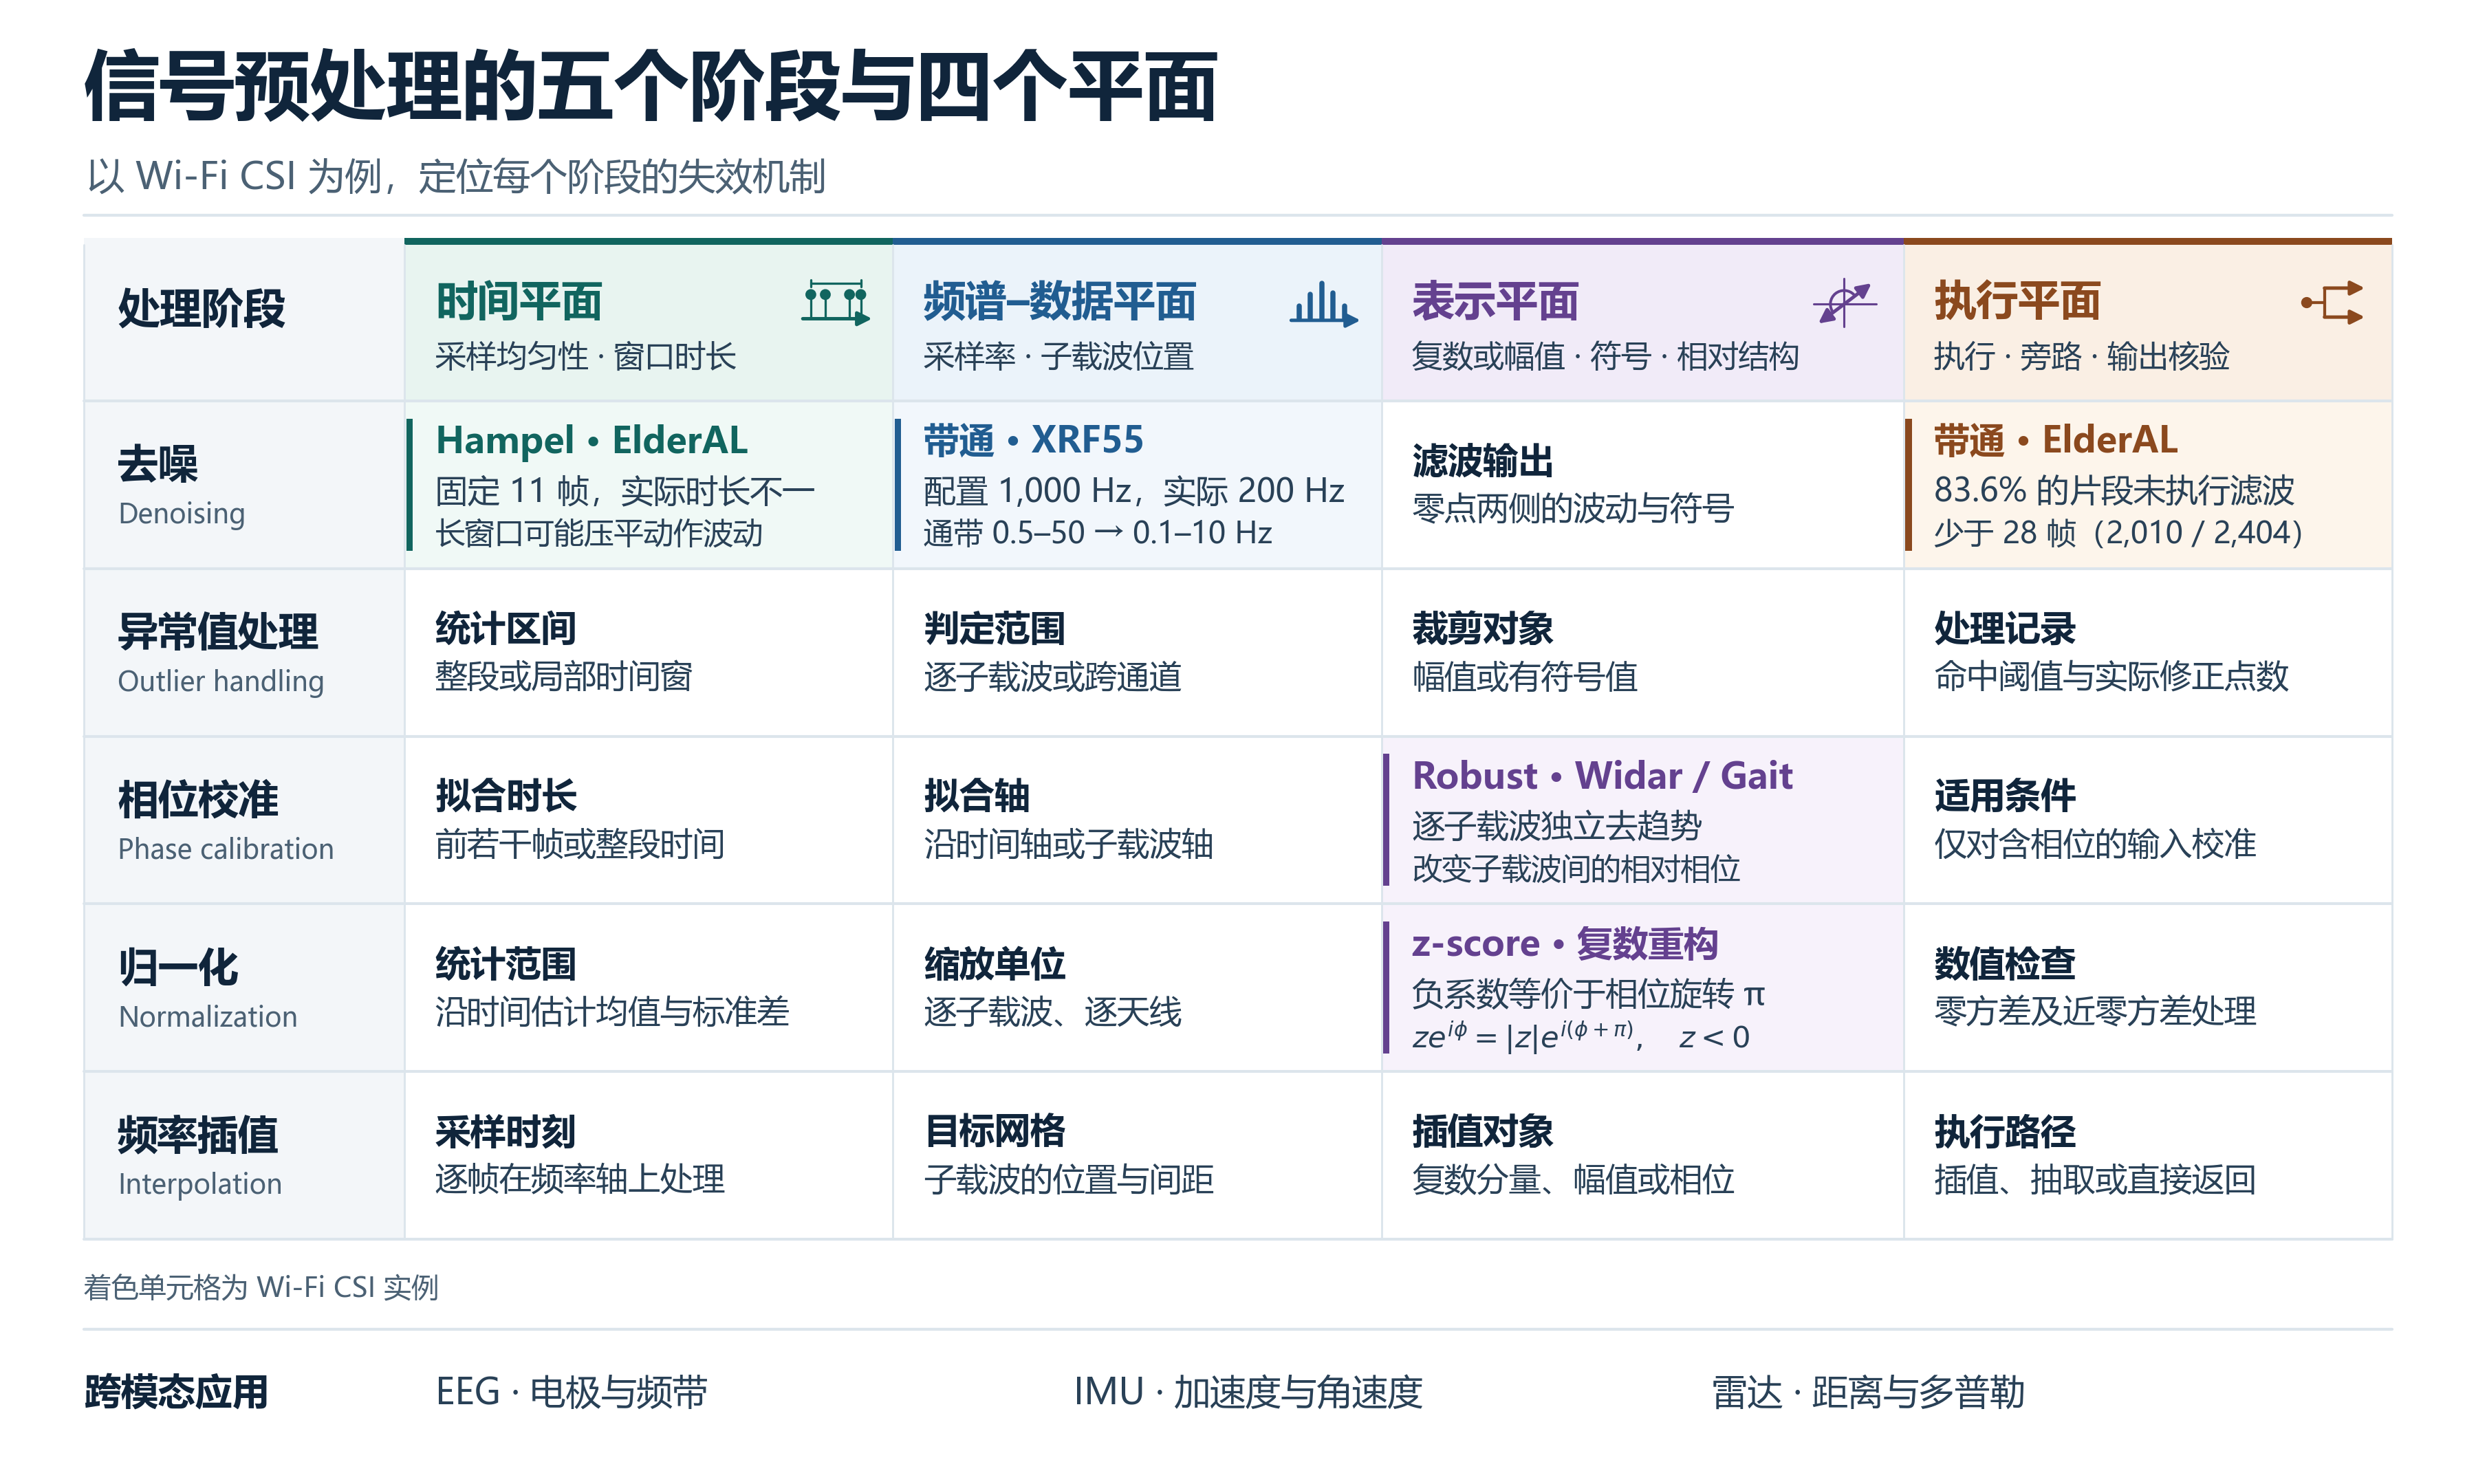 信号预处理的五个阶段与四个平面
以 Wi-Fi CSI 为例，定位每个阶段的失效机制
处理阶段
时间平面
采样均匀性 · 窗口时长
频谱–数据平面
采样率 · 子载波位置
表示平面
复数或幅值 · 符号 · 相对结构
执行平面
执行 · 旁路 · 输出核验
去噪
Denoising
Hampel • ElderAL
固定 11 帧，实际时长不一
长窗口可能压平动作波动
带通 • XRF55
配置 1,000 Hz，实际 200 Hz
通带 0.5–50 → 0.1–10 Hz
滤波输出
零点两侧的波动与符号
带通 • ElderAL
83.6% 的片段未执行滤波
少于 28 帧（2,010 / 2,404）
异常值处理
Outlier handling
统计区间
整段或局部时间窗
判定范围
逐子载波或跨通道
裁剪对象
幅值或有符号值
处理记录
命中阈值与实际修正点数
相位校准
Phase calibration
拟合时长
前若干帧或整段时间
拟合轴
沿时间轴或子载波轴
Robust • Widar / Gait
逐子载波独立去趋势
改变子载波间的相对相位
适用条件
仅对含相位的输入校准
归一化
Normalization
统计范围
沿时间估计均值与标准差
缩放单位
逐子载波、逐天线
z-score • 复数重构
负系数等价于相位旋转 π
$ze^{i\phi} = |z|e^{i(\phi+\pi)}, \quad z < 0$
数值检查
零方差及近零方差处理
频率插值
Interpolation
采样时刻
逐帧在频率轴上处理
目标网格
子载波的位置与间距
插值对象
复数分量、幅值或相位
执行路径
插值、抽取或直接返回
着色单元格为 Wi-Fi CSI 实例
跨模态应用
EEG · 电极与频带
IMU · 加速度与角速度
雷达 · 距离与多普勒